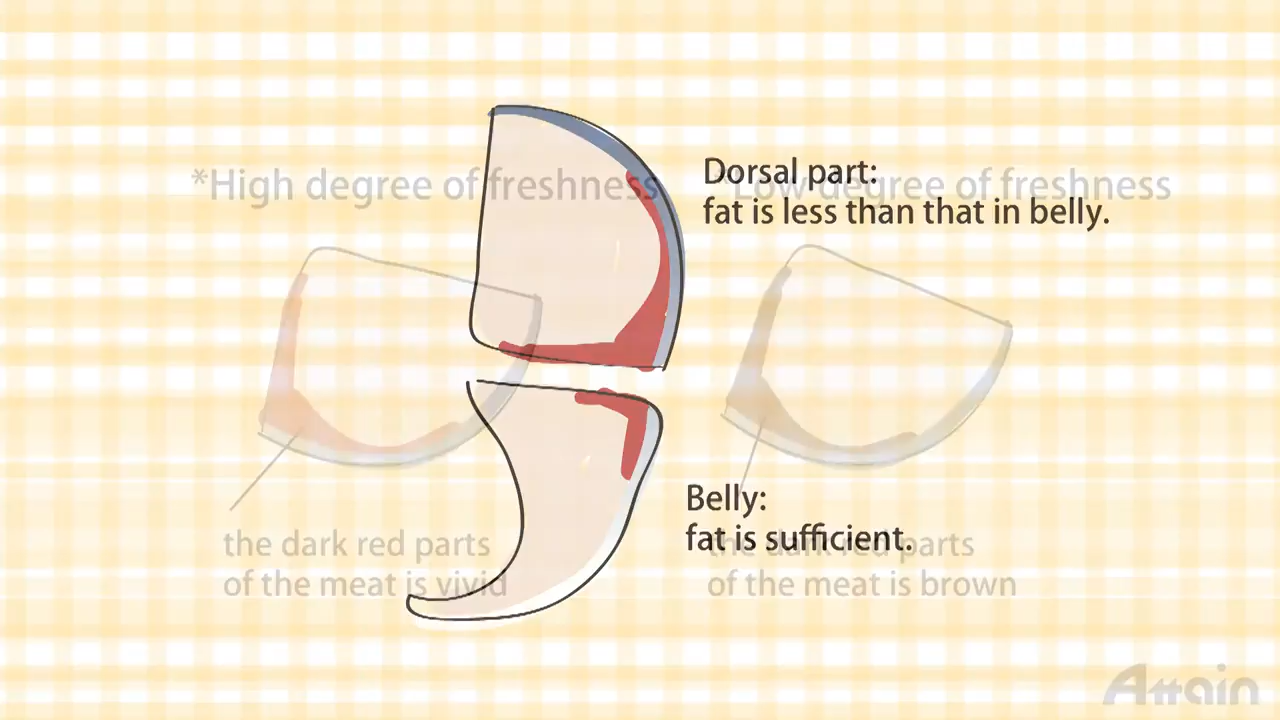 *High degree of freshness
*Low degree of freshness
Dorsal part:
fat is less than that in belly.
Belly:
fat is sufficient.
the dark red parts
of the meat is vivid
the dark red parts
of the meat is brown
Attain